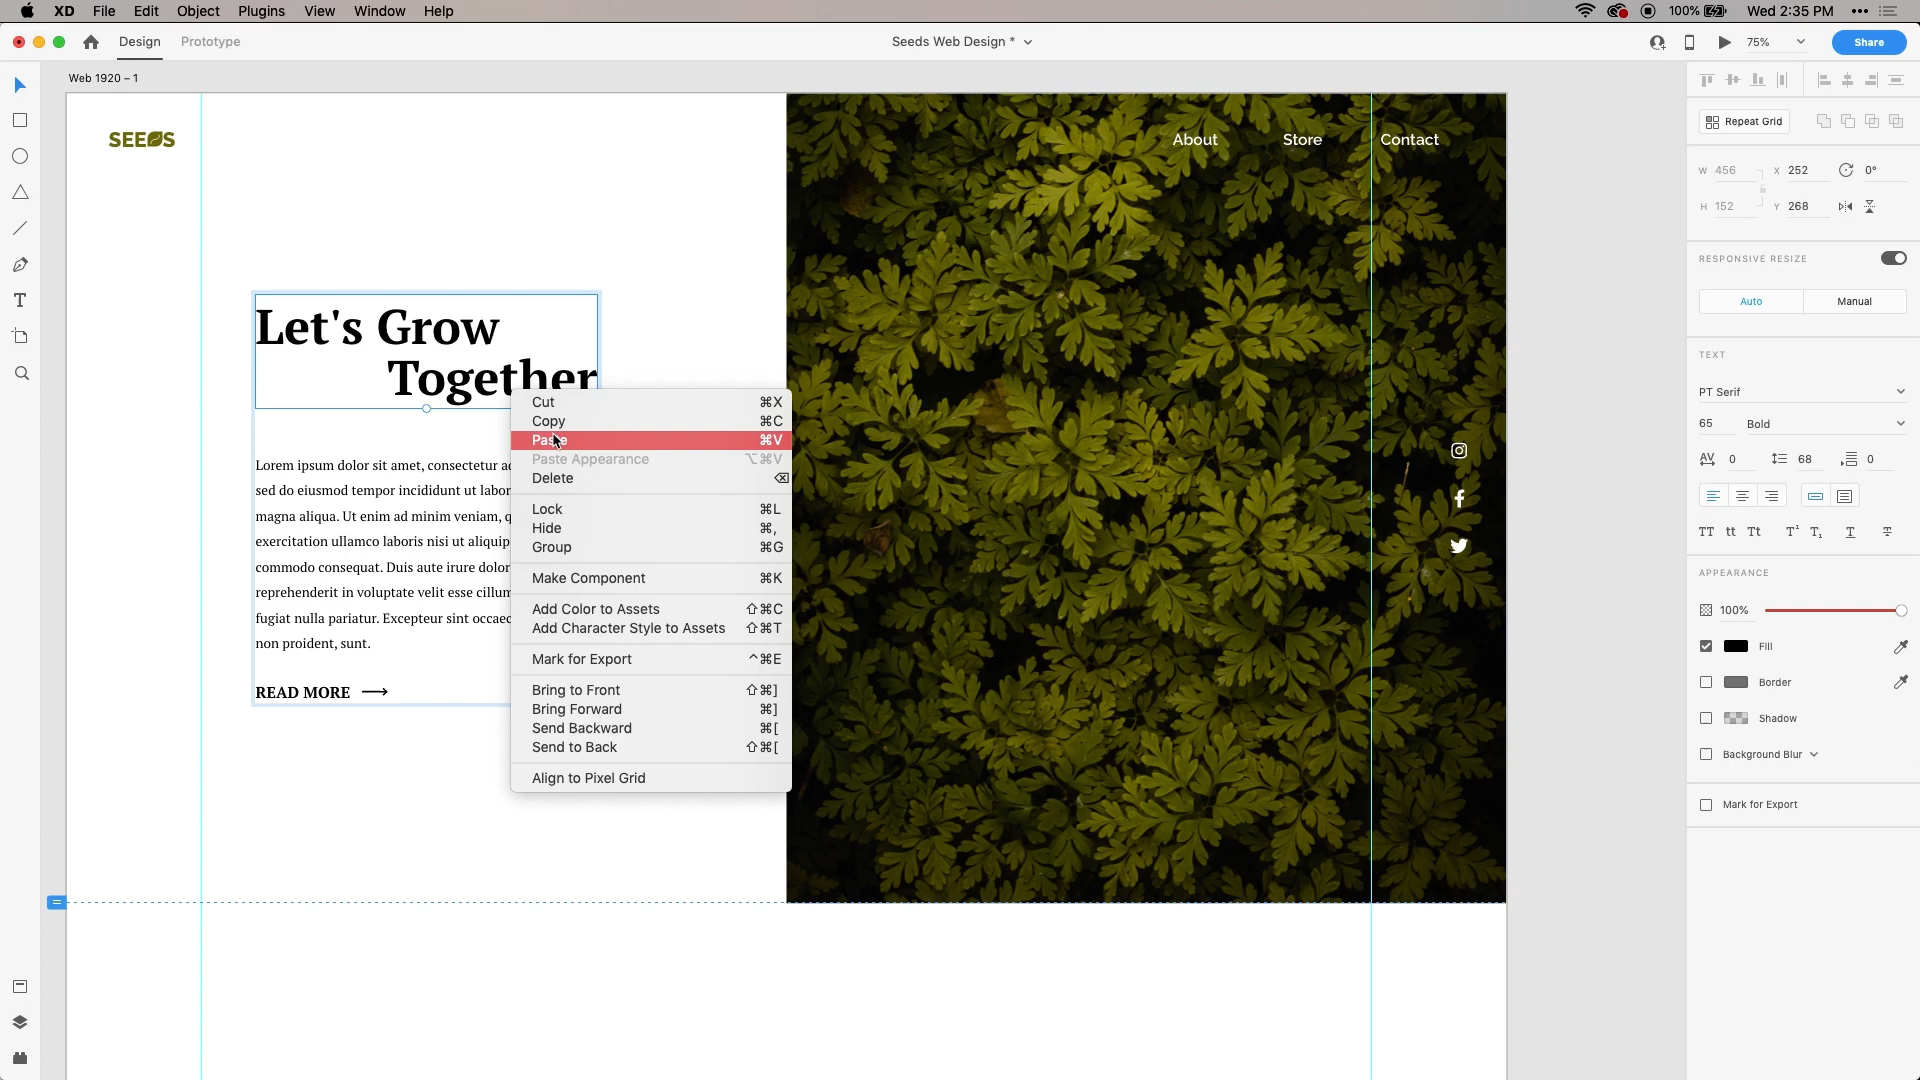 XD File Edit Object Plugins View Window Help
100% Wed 2:35 PM
Design Prototype
Seeds Web Design *
75%
Share
Web 1920 – 1
SEEDS
About Store Contact
Let's Grow
Together
Lorem ipsum dolor sit amet, consectetur
sed do eiusmod tempor incididunt ut labor
magna aliqua. Ut enim ad minim veniam, q
exercitation ullamco laboris nisi ut aliquip
commodo consequat. Duis aute irure dolor
reprehenderit in voluptate velit esse cillum
fugiat nulla pariatur. Excepteur sint occaec
non proident, sunt.
READ MORE
Cut ⌘X
Copy ⌘C
Paste ⌘V
Paste Appearance ⌥⌘V
Delete ⌫
Lock ⌘L
Hide ⌘,
Group ⌘G
Make Component ⌘K
Add Color to Assets ⇧⌘C
Add Character Style to Assets ⇧⌘T
Mark for Export ^⌘E
Bring to Front ⇧⌘]
Bring Forward ⌘]
Send Backward ⌘[
Send to Back ⇧⌘[
Align to Pixel Grid
Repeat Grid
W 456 X 252 0°
H 152 Y 268
RESPONSIVE RESIZE
Auto Manual
TEXT
PT Serif
65 Bold
AV 0 68 0
TT tt Tt T¹ T₁ T T
APPEARANCE
100%
Fill
Border
Shadow
Background Blur
Mark for Export